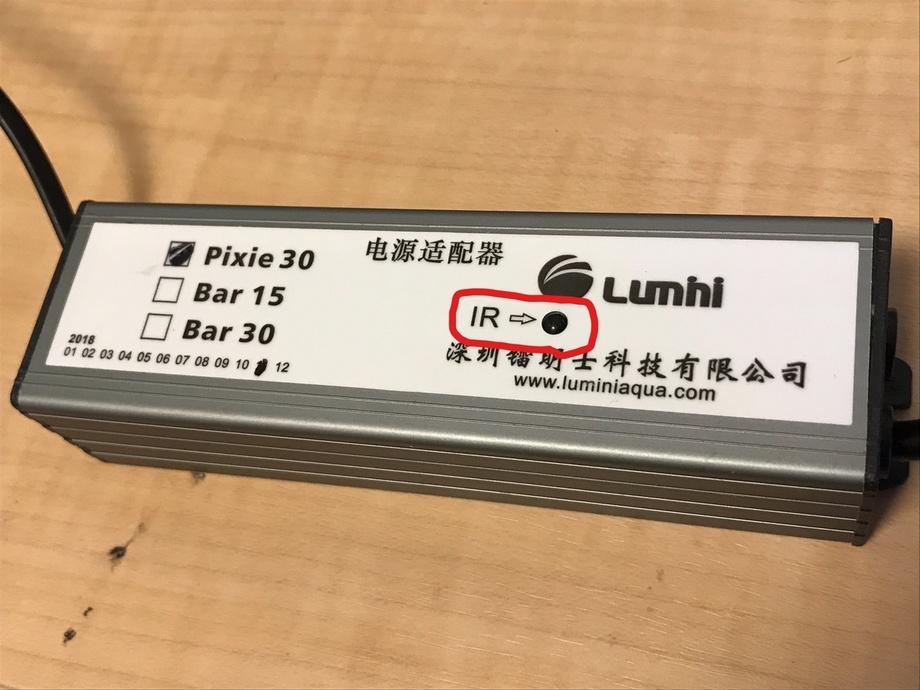 Pixie 30
Bar 15
Bar 30
2018
01 02 03 04 05 06 07 08 09 10 12
电源适配器
Lumini
IR ⇨
深圳镭明士科技有限公司
www.luminiaqua.com